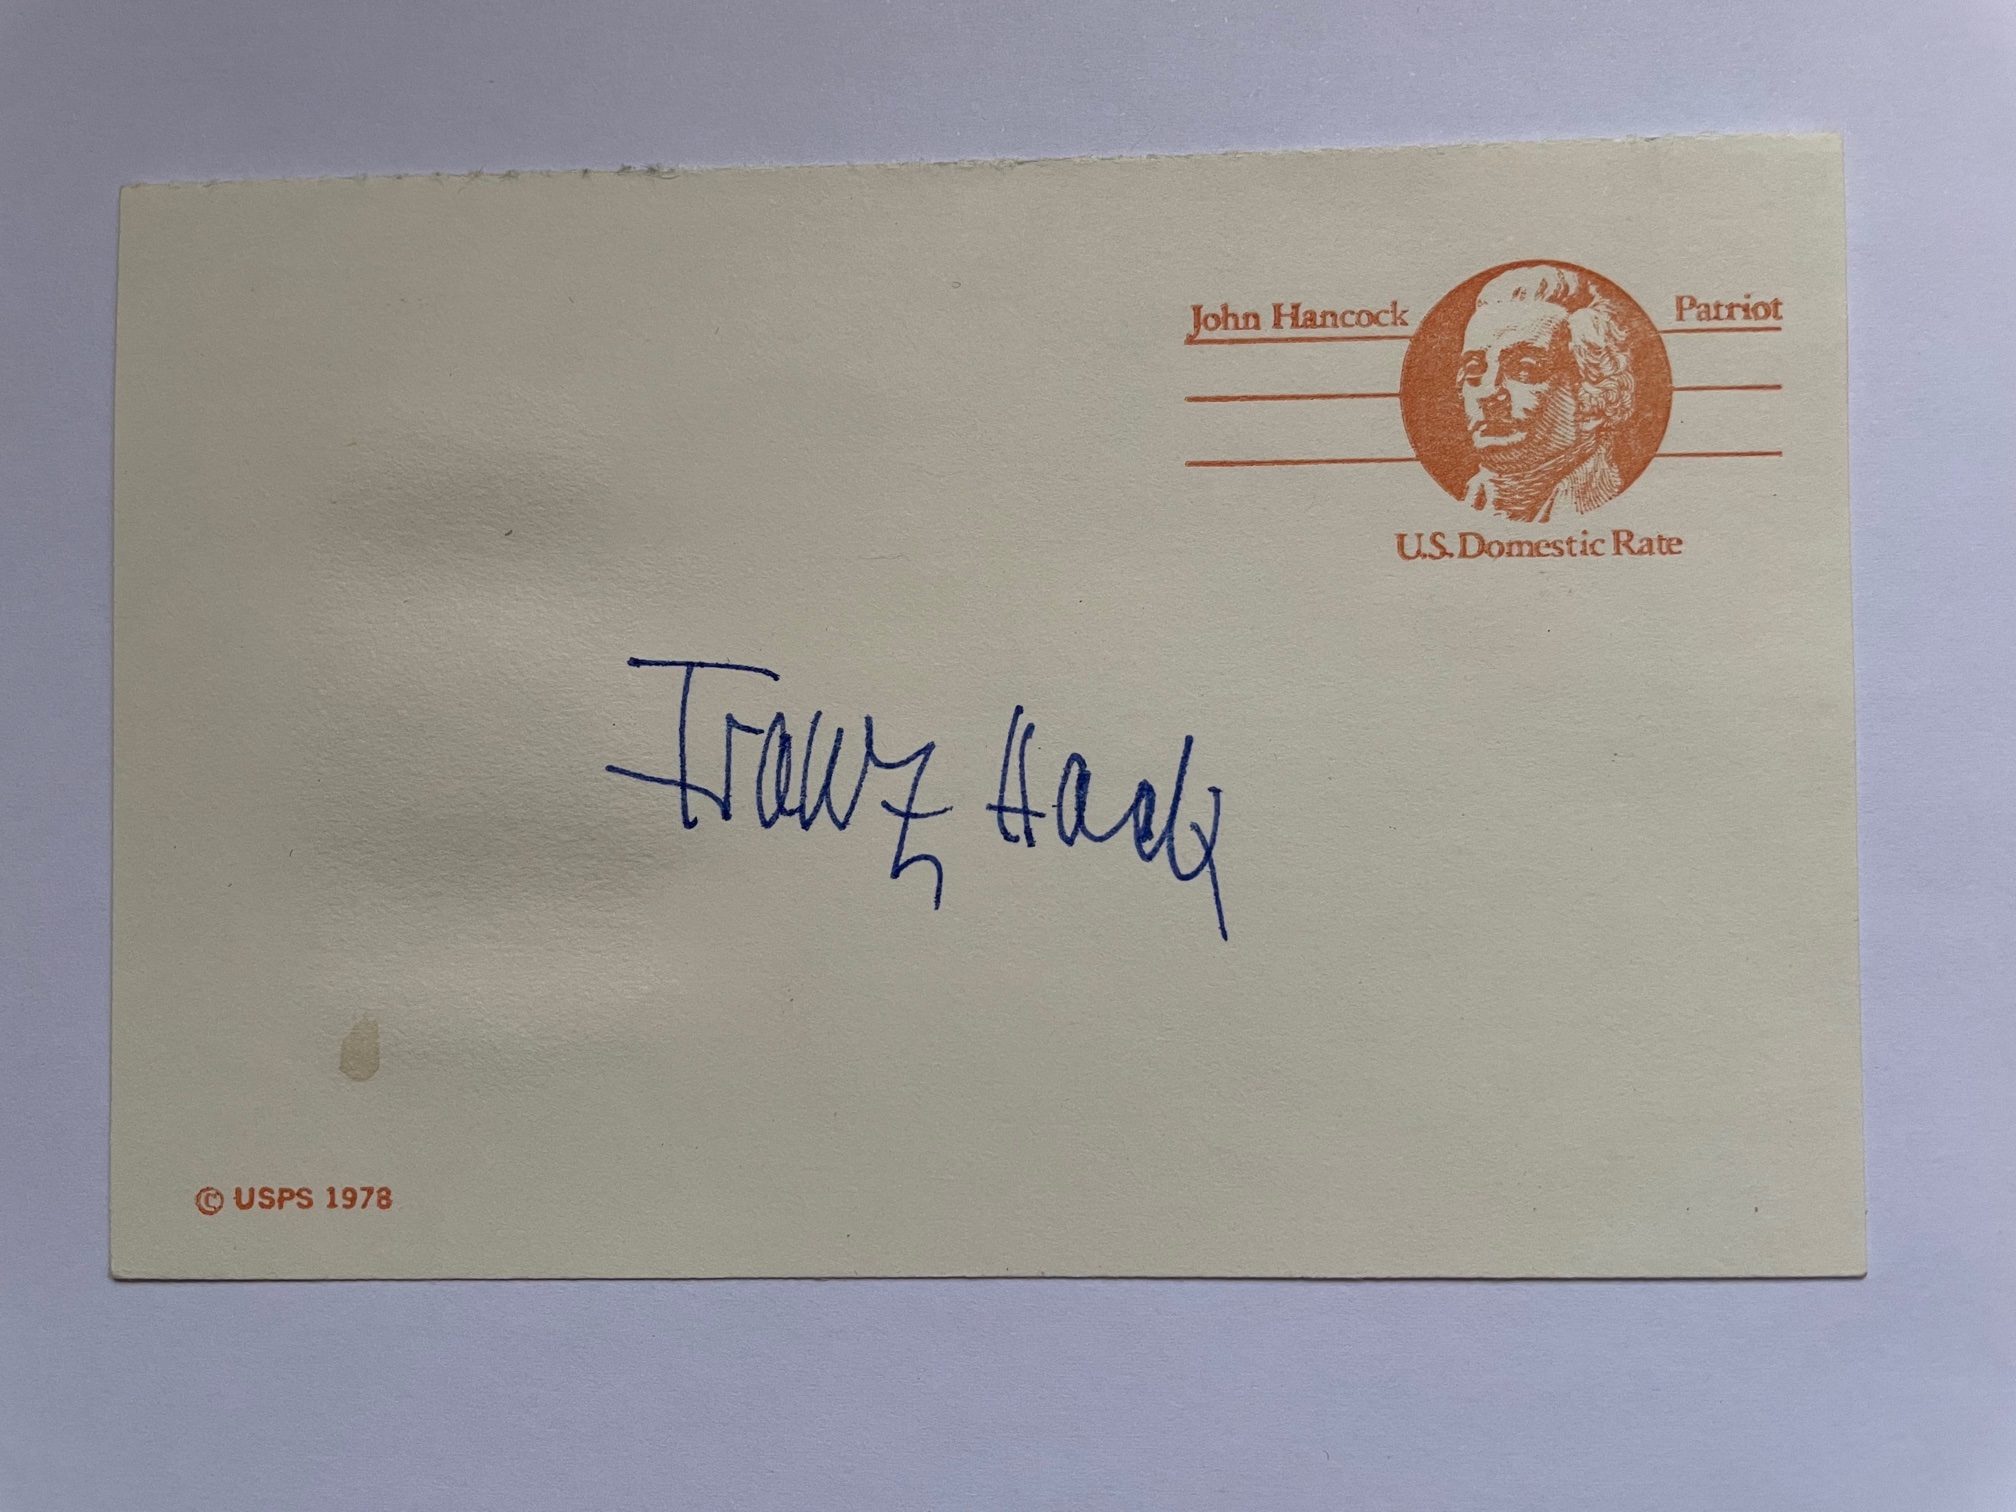 John Hancock Patriot
U.S. Domestic Rate
Franz Hack
© USPS 1978